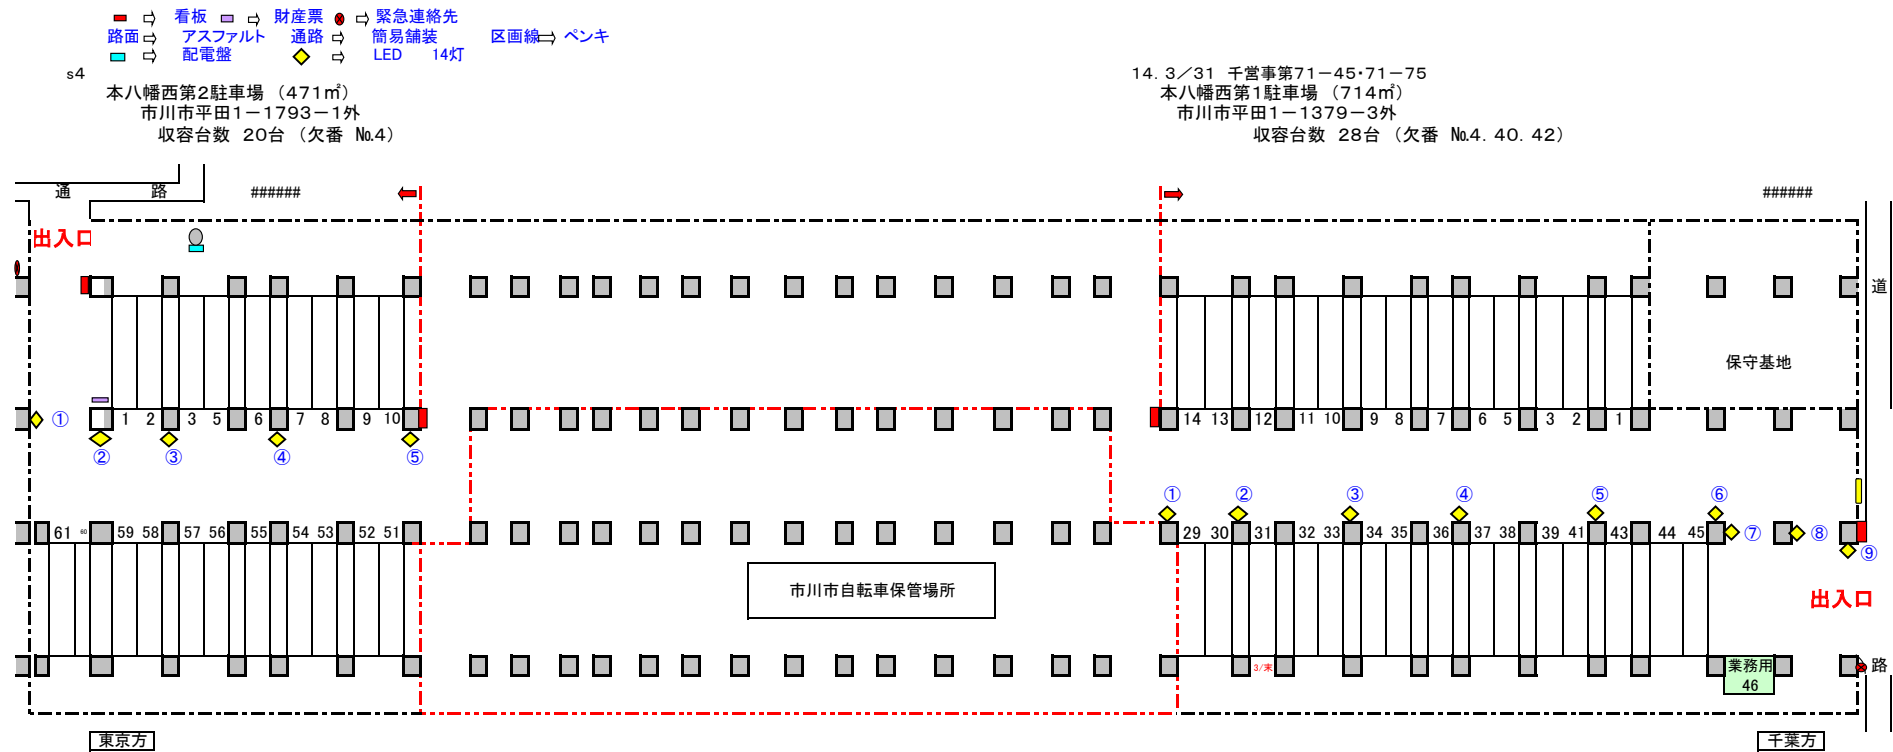 ⇨ 看板 ⇨ 財産票 ⇨ 緊急連絡先
路面⇨ アスファルト 通路 ⇨ 簡易舗装 区画線⇨ ペンキ
⇨ 配電盤 ⇨ LED 14灯
s4
本八幡西第2駐車場 (471㎡)
市川市平田1-1793-1外
収容台数 20台 (欠番 №4)
14. 3/31 千営事第71-45・71-75
本八幡西第1駐車場 (714㎡)
市川市平田1-1379-3外
収容台数 28台 (欠番 №4. 40. 42)
通 路 ######
######
出入口
道
保守基地
① 1 2 3 5 6 7 8 9 10
14 13 12 11 10 9 8 7 6 5 3 2 1
② ③ ④ ⑤
① ② ③ ④ ⑤ ⑥
61 60 59 58 57 56 55 54 53 52 51
29 30 31 32 33 34 35 36 37 38 39 41 43 44 45 ⑦ ⑧ ⑨
市川市自転車保管場所
出入口
3/末
業務用
46
路
東京方
千葉方